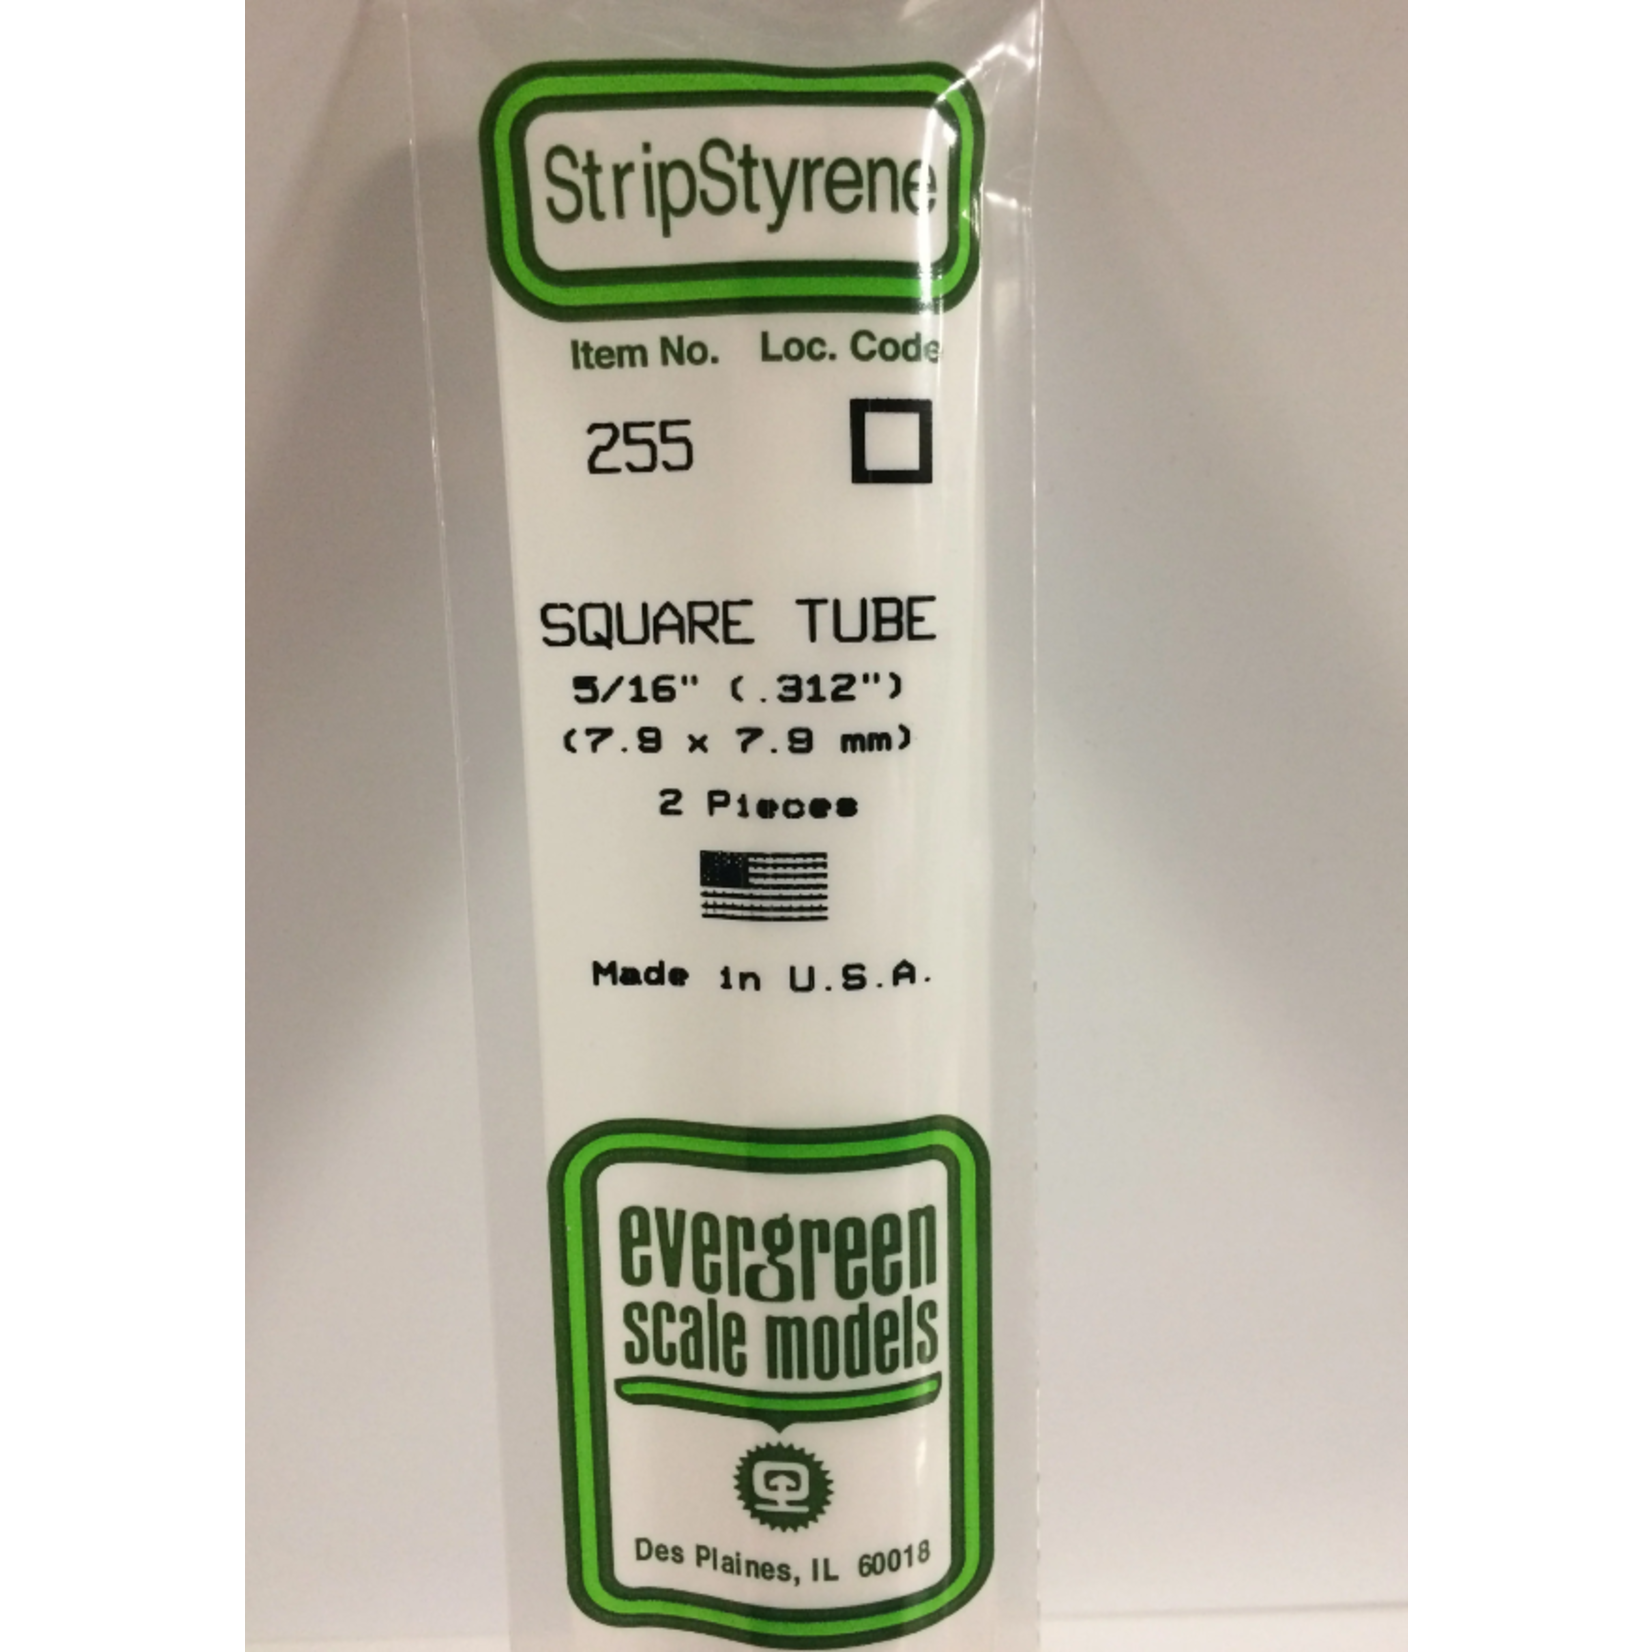 StripStyrene
Item No. Loc. Code
255
SQUARE TUBE
5/16" (.312")
(7.9 x 7.9 mm)
2 Pieces
Made in U.S.A.
evergreen
scale models
Des Plaines, IL 60018